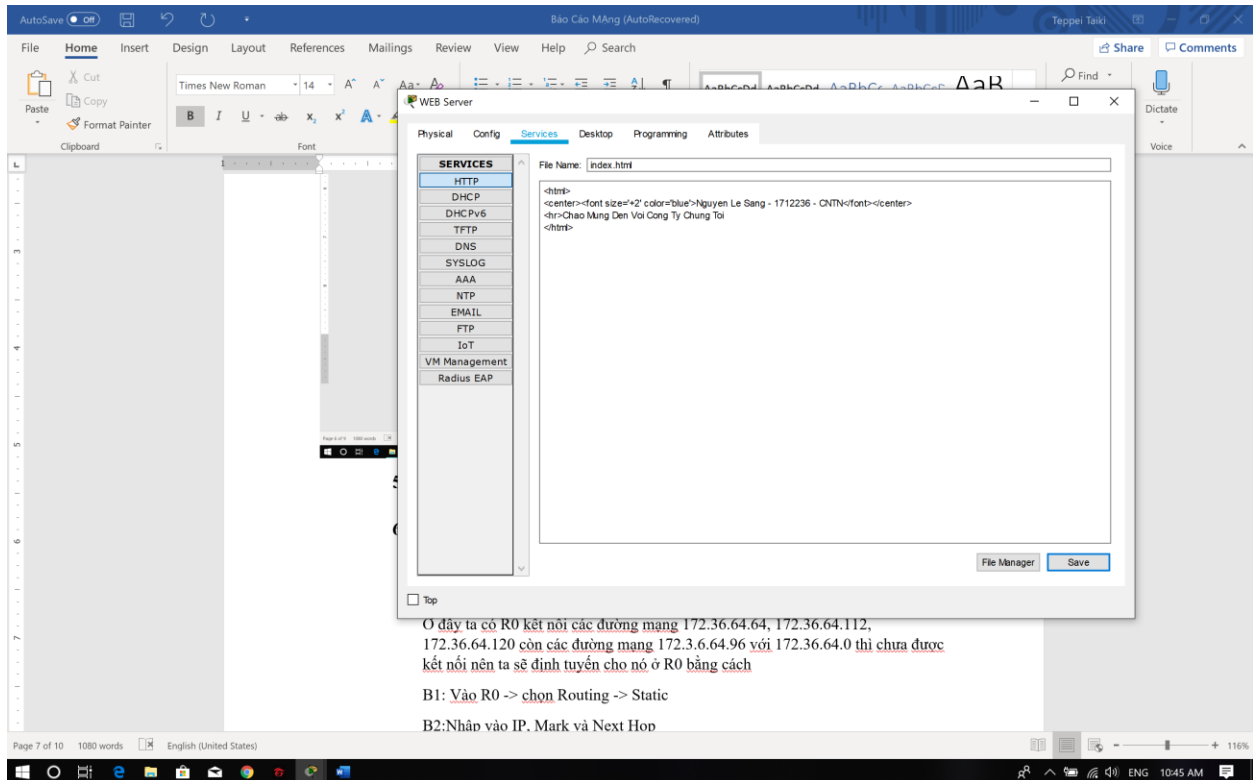 AutoSave Off Báo Cáo MAng (AutoRecovered) Teppei Taiki
File Home Insert Design Layout References Mailings Review View Help Search Share Comments
Paste
Cut
Copy
Format Painter
Clipboard
Times New Roman 14
Font
Find
Dictate
Voice
WEB Server
Physical Config Services Desktop Programming Attributes
SERVICES
HTTP
DHCP
DHCPv6
TFTP
DNS
SYSLOG
AAA
NTP
EMAIL
FTP
IoT
VM Management
Radius EAP
File Name: index.html
<html>
<center><font size='+2' color='blue'>Nguyen Le Sang - 1712236 - CNTN</font></center>
<hr>Chao Mung Den Voi Cong Ty Chung Toi
</html>
File Manager Save
Top
Ở đây ta có R0 kết nối các đường mạng 172.36.64.64, 172.36.64.112,
172.36.64.120 còn các đường mạng 172.3.6.64.96 với 172.36.64.0 thì chưa được
kết nối nên ta sẽ định tuyến cho nó ở R0 bằng cách
B1: Vào R0 -> chọn Routing -> Static
B2:Nhập vào IP, Mark và Next Hop
Page 7 of 10 1080 words English (United States) 116%
ENG 10:45 AM